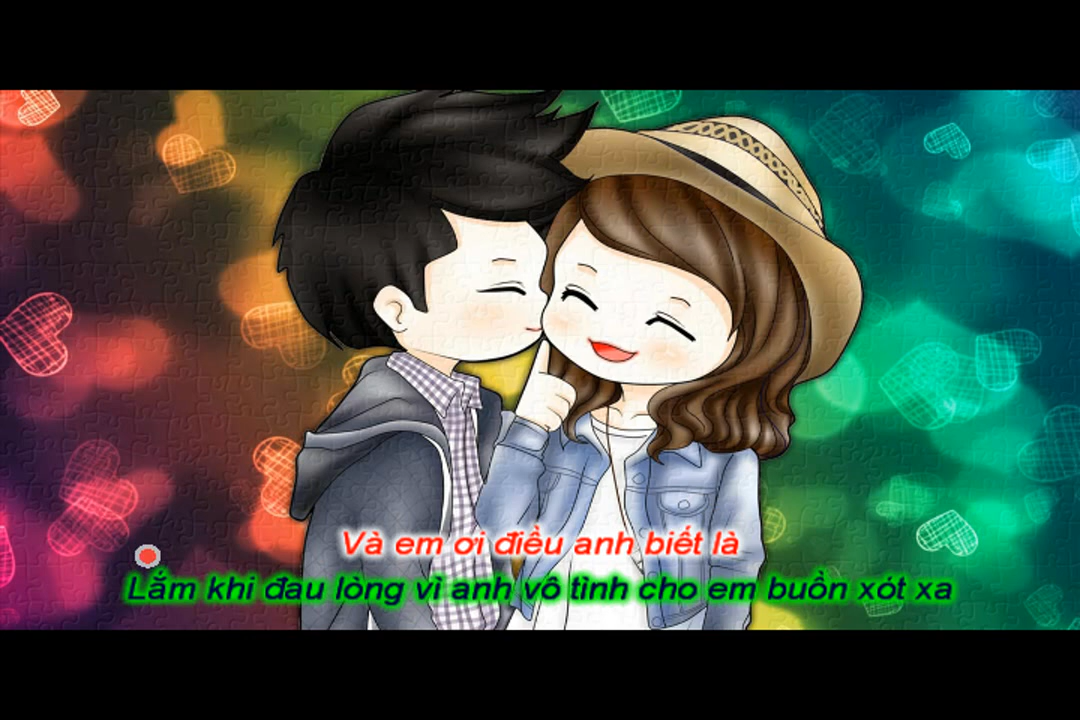 Và em ơi điều anh biết là
Lắm khi đau lòng vì anh vô tình cho em buồn xót xa